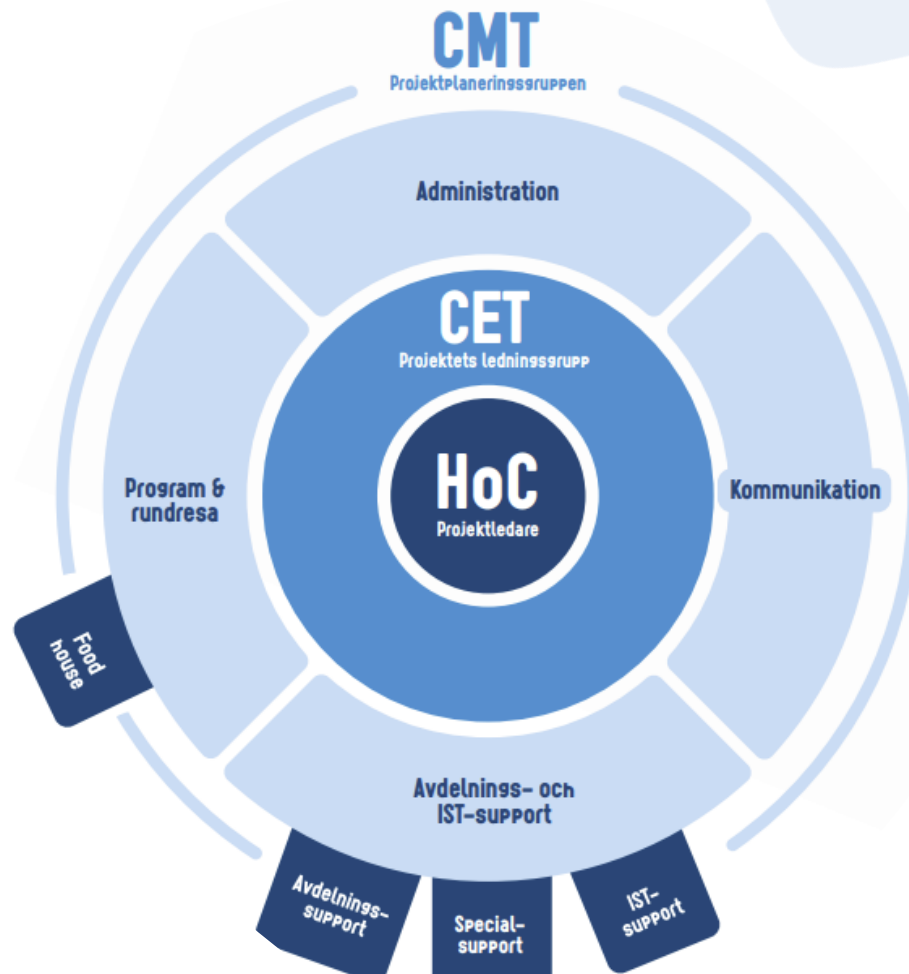 CMT
Projektplaneringsgruppen
Administration
CET
Projektets ledningsgrupp
HoC
Projektledare
Program &
rundresa
Kommunikation
Food
house
Avdelnings- och
IST-support
Avdelnings-
support
Special-
support
IST-
support